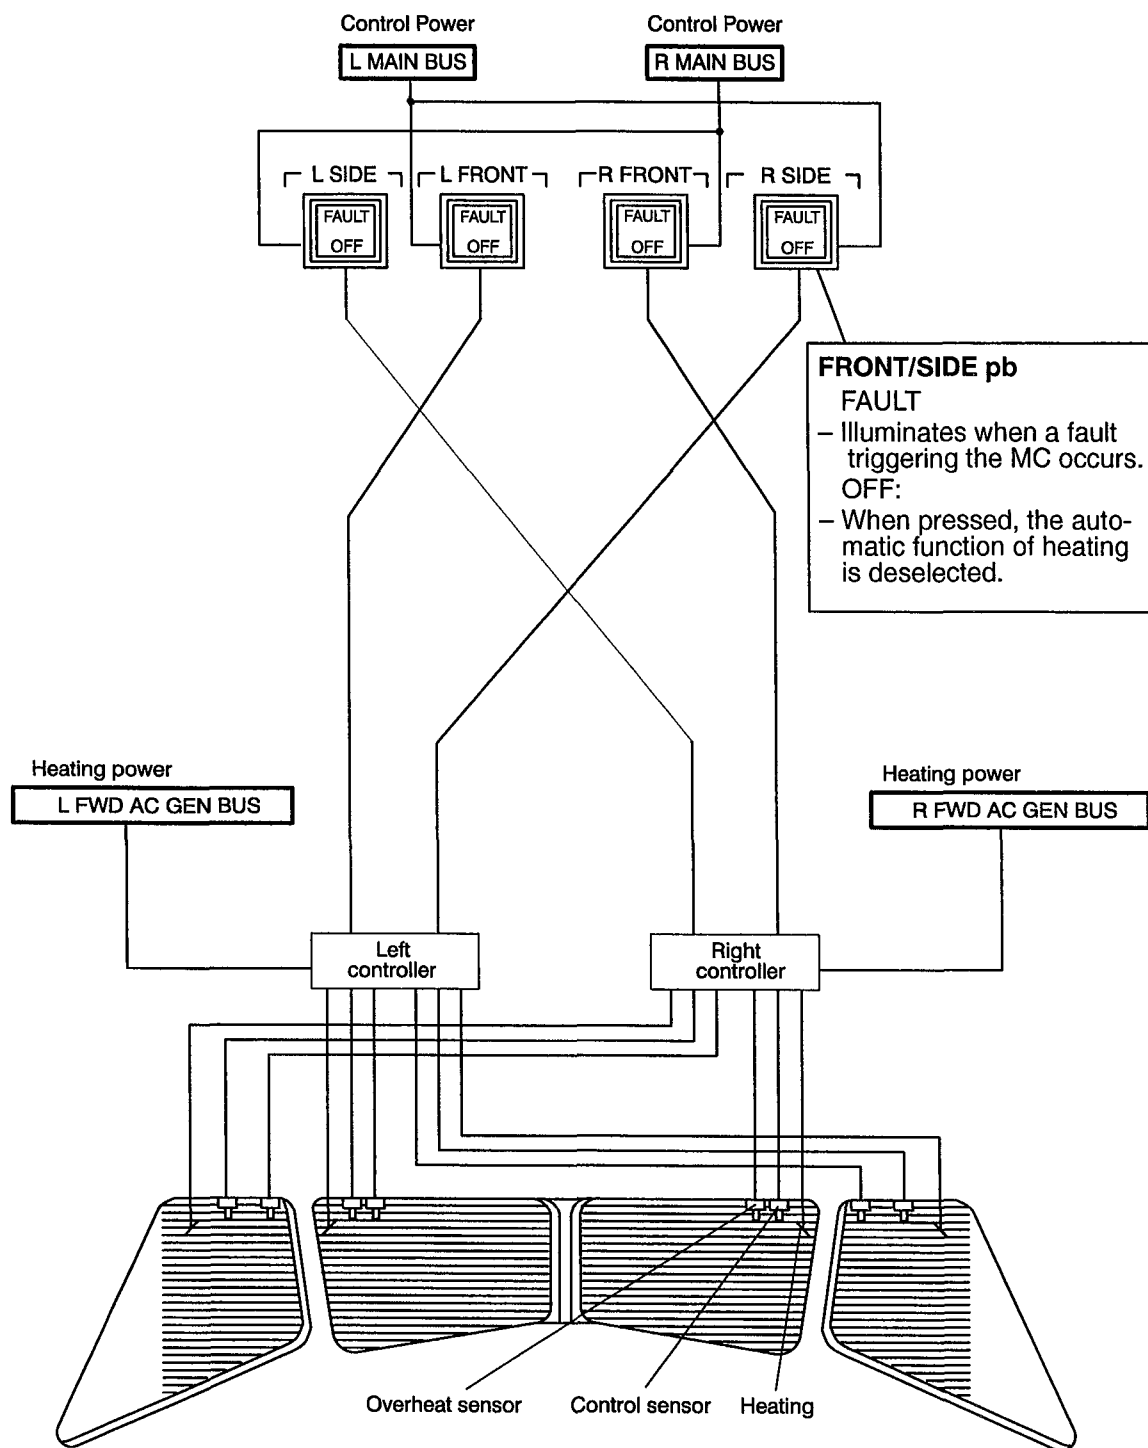 Control Power
Control Power
L MAIN BUS
R MAIN BUS
L SIDE
L FRONT
R FRONT
R SIDE
FAULT
OFF
FAULT
OFF
FAULT
OFF
FAULT
OFF
FRONT/SIDE pb
FAULT
– Illuminates when a fault
triggering the MC occurs.
OFF:
– When pressed, the auto-
matic function of heating
is deselected.
Heating power
L FWD AC GEN BUS
Heating power
R FWD AC GEN BUS
Left
controller
Right
controller
Overheat sensor
Control sensor
Heating